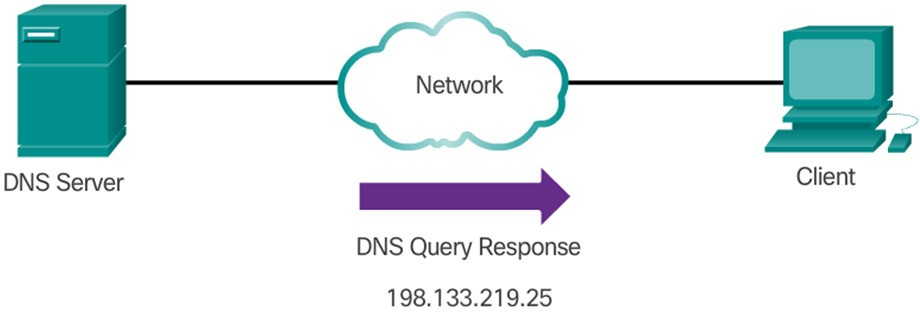 Network
DNS Server
Client
DNS Query Response
198.133.219.25